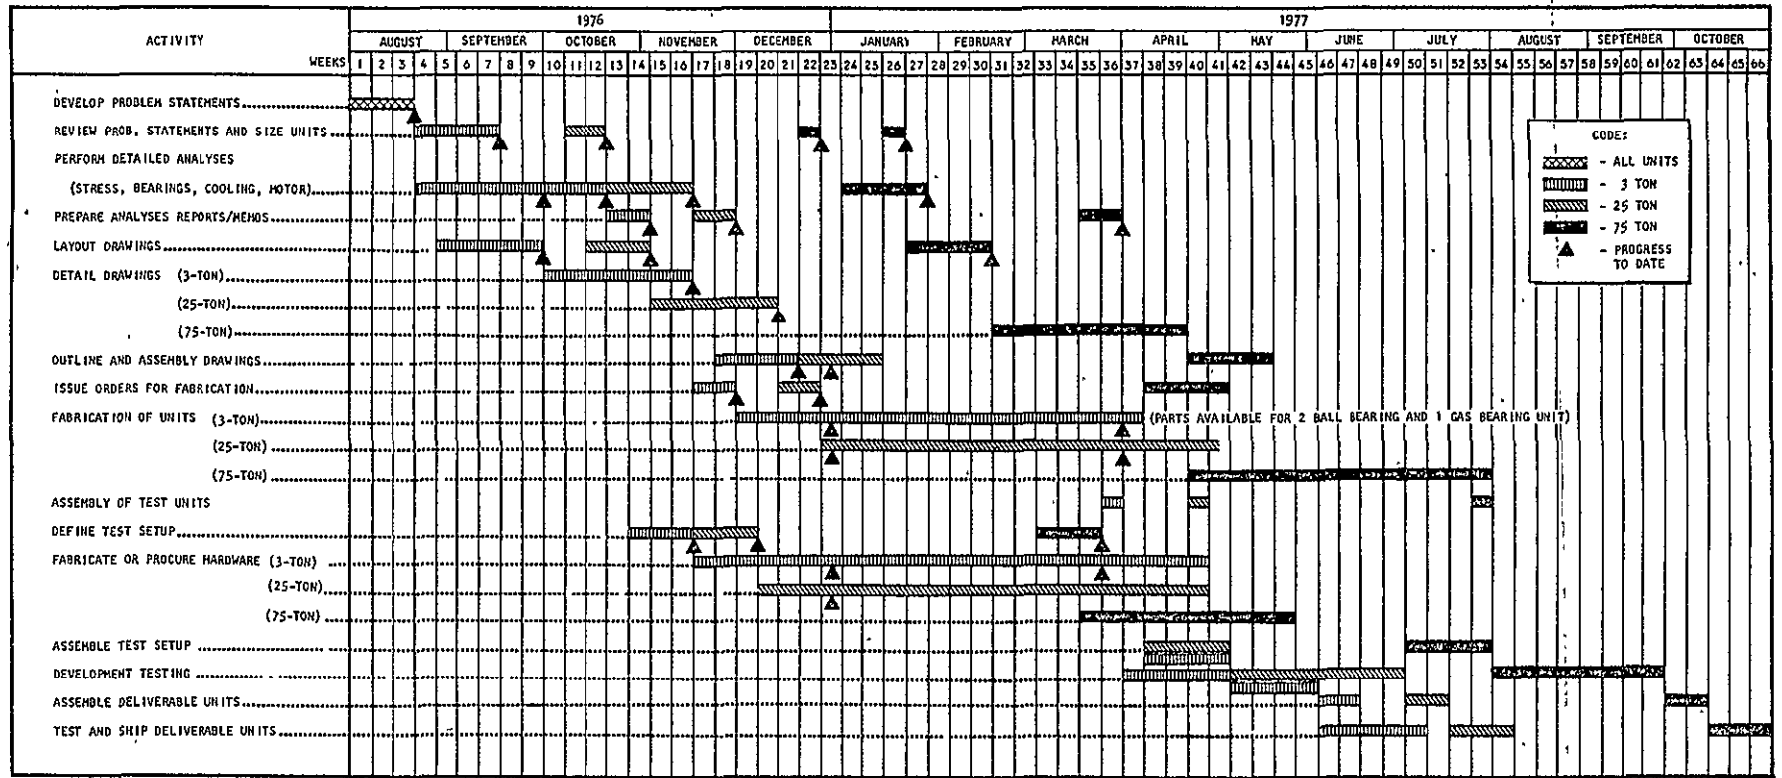 1976 1977
ACTIVITY AUGUST SEPTEMBER OCTOBER NOVEMBER DECEMBER JANUARY FEBRUARY MARCH APRIL MAY JUNE JULY AUGUST SEPTEMBER OCTOBER
WEEKS 1 2 3 4 5 6 7 8 9 10 11 12 13 14 15 16 17 18 19 20 21 22 23 24 25 26 27 28 29 30 31 32 33 34 35 36 37 38 39 40 41 42 43 44 45 46 47 48 49 50 51 52 53 54 55 56 57 58 59 60 61 62 63 64 65 66
DEVELOP PROBLEM STATEMENTS
REVIEW PROB. STATEMENTS AND SIZE UNITS
PERFORM DETAILED ANALYSES
(STRESS, BEARINGS, COOLING, MOTOR)
PREPARE ANALYSES REPORTS/MEMOS
LAYOUT DRAWINGS
DETAIL DRAWINGS (3-TON)
(25-TON)
(75-TON)
OUTLINE AND ASSEMBLY DRAWINGS
ISSUE ORDERS FOR FABRICATION
FABRICATION OF UNITS (3-TON) (PARTS AVAILABLE FOR 2 BALL BEARING AND 1 GAS BEARING UNIT)
(25-TON)
(75-TON)
ASSEMBLY OF TEST UNITS
DEFINE TEST SETUP
FABRICATE OR PROCURE HARDWARE (3-TON)
(25-TON)
(75-TON)
ASSEMBLE TEST SETUP
DEVELOPMENT TESTING
ASSEMBLE DELIVERABLE UNITS
TEST AND SHIP DELIVERABLE UNITS
CODE:
- ALL UNITS
- 3 TON
- 25 TON
- 75 TON
- PROGRESS
TO DATE